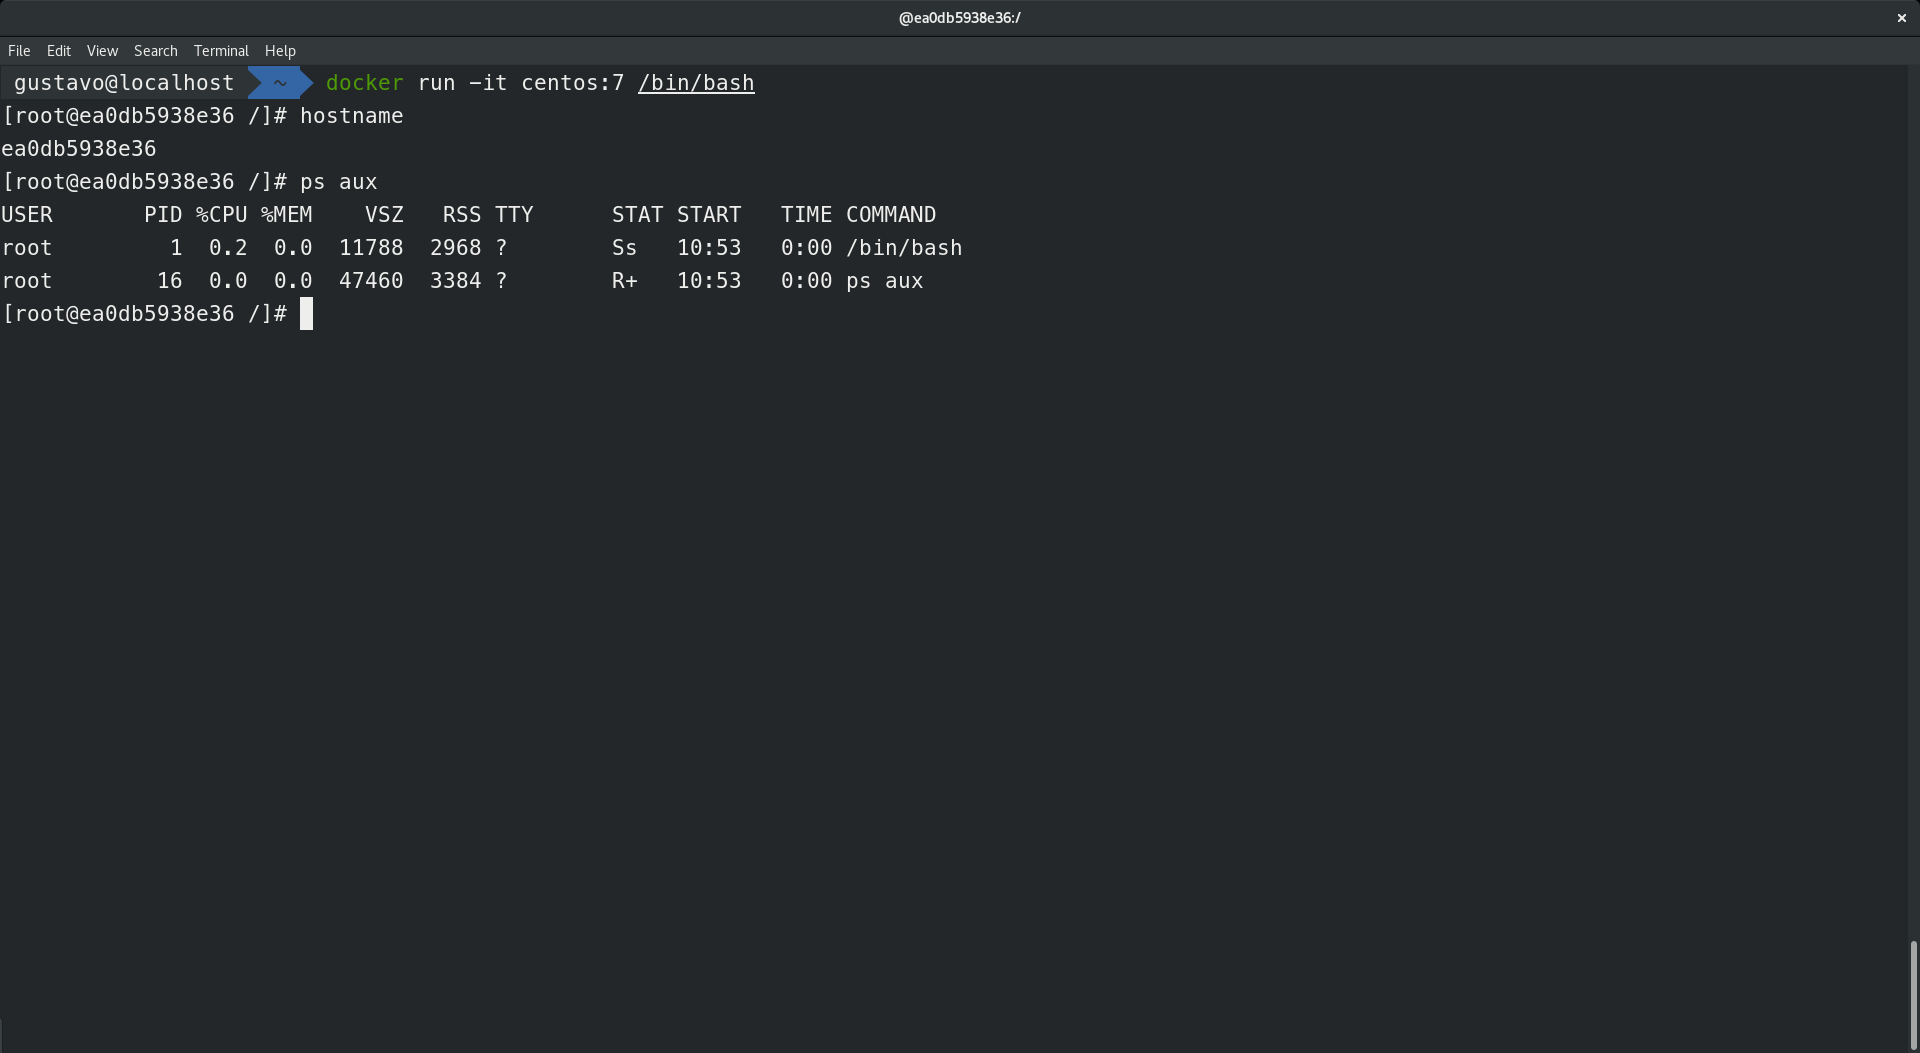 @ea0db5938e36:/ ×
File Edit View Search Terminal Help
gustavo@localhost ~ docker run -it centos:7 /bin/bash
[root@ea0db5938e36 /]# hostname
ea0db5938e36
[root@ea0db5938e36 /]# ps aux
USER       PID %CPU %MEM    VSZ   RSS TTY      STAT START   TIME COMMAND
root         1  0.2  0.0  11788  2968 ?        Ss   10:53   0:00 /bin/bash
root        16  0.0  0.0  47460  3384 ?        R+   10:53   0:00 ps aux
[root@ea0db5938e36 /]#